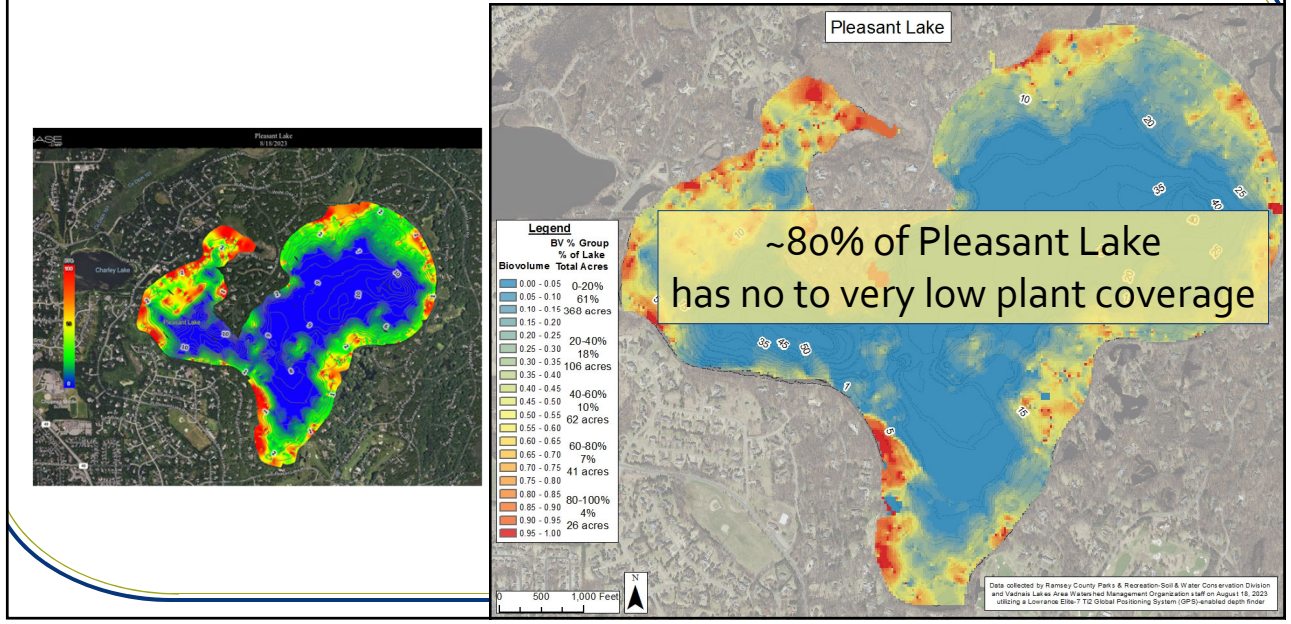 BASE
Pleasant Lake
8/18/2023
Charley Lake
Pleasant Lake
100
50
0
Pleasant Lake
10
20
35
25
40
10
5
35
45
50
1
5
15
~80% of Pleasant Lake
has no to very low plant coverage
Legend
BV % Group
% of Lake
Biovolume Total Acres
0.00 - 0.05 0-20%
0.05 - 0.10 61%
0.10 - 0.15 368 acres
0.15 - 0.20
0.20 - 0.25 20-40%
0.25 - 0.30 18%
0.30 - 0.35 106 acres
0.35 - 0.40
0.40 - 0.45 40-60%
0.45 - 0.50 10%
0.50 - 0.55 62 acres
0.55 - 0.60
0.60 - 0.65 60-80%
0.65 - 0.70 7%
0.70 - 0.75 41 acres
0.75 - 0.80
0.80 - 0.85 80-100%
0.85 - 0.90 4%
0.90 - 0.95 26 acres
0.95 - 1.00
N
0 500 1,000 Feet
Data collected by Ramsey County Parks & Recreation-Soil & Water Conservation Division
and Vadnais Lakes Area Watershed Management Organization staff on August 18, 2023
utilizing a Lowrance Elite-7 TI2 Global Positioning System (GPS)-enabled depth finder